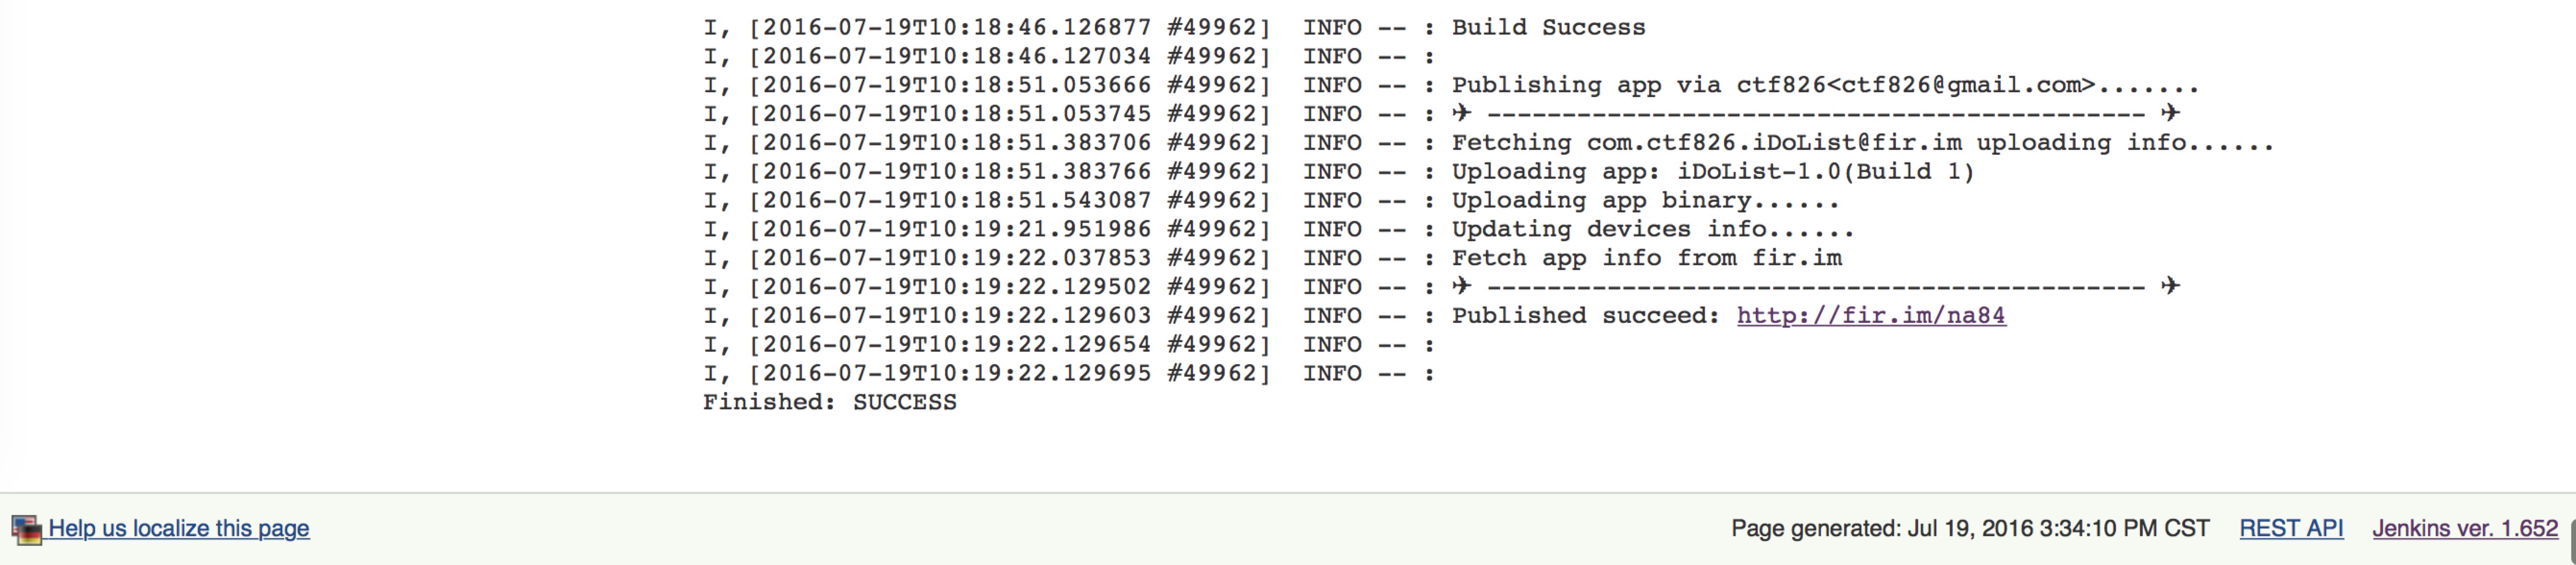 I, [2016-07-19T10:18:46.126877 #49962]  INFO -- : Build Success
I, [2016-07-19T10:18:46.127034 #49962]  INFO -- :
I, [2016-07-19T10:18:51.053666 #49962]  INFO -- : Publishing app via ctf826<ctf826@gmail.com>.......
I, [2016-07-19T10:18:51.053745 #49962]  INFO -- : ✈ -------------------------------------------- ✈
I, [2016-07-19T10:18:51.383706 #49962]  INFO -- : Fetching com.ctf826.iDoList@fir.im uploading info......
I, [2016-07-19T10:18:51.383766 #49962]  INFO -- : Uploading app: iDoList-1.0(Build 1)
I, [2016-07-19T10:18:51.543087 #49962]  INFO -- : Uploading app binary......
I, [2016-07-19T10:19:21.951986 #49962]  INFO -- : Updating devices info......
I, [2016-07-19T10:19:22.037853 #49962]  INFO -- : Fetch app info from fir.im
I, [2016-07-19T10:19:22.129502 #49962]  INFO -- : ✈ -------------------------------------------- ✈
I, [2016-07-19T10:19:22.129603 #49962]  INFO -- : Published succeed: http://fir.im/na84
I, [2016-07-19T10:19:22.129654 #49962]  INFO -- :
I, [2016-07-19T10:19:22.129695 #49962]  INFO -- :
Finished: SUCCESS
Help us localize this page
Page generated: Jul 19, 2016 3:34:10 PM CST REST API Jenkins ver. 1.652